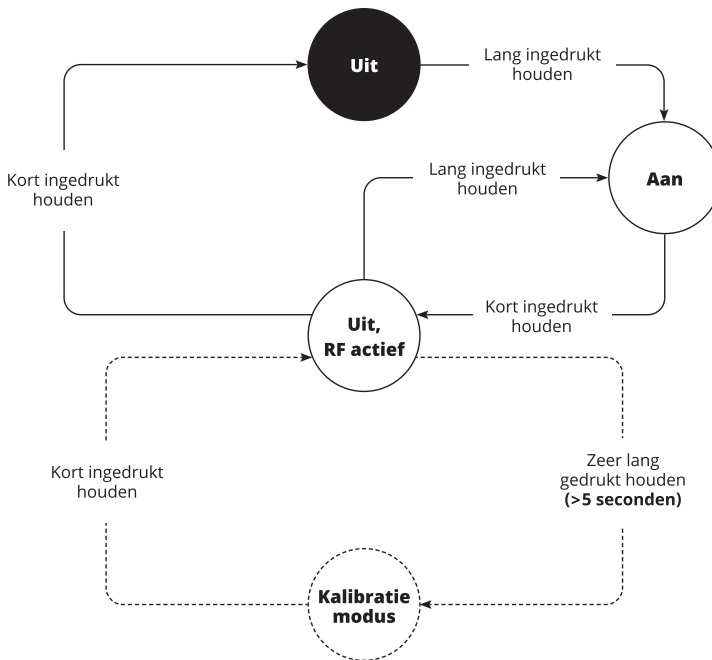 Uit
Lang ingedrukt
houden
Kort ingedrukt
houden
Lang ingedrukt
houden
Aan
Kort ingedrukt
houden
Uit,
RF actief
Kort ingedrukt
houden
Zeer lang
gedrukt houden
(>5 seconden)
Kalibratie
modus